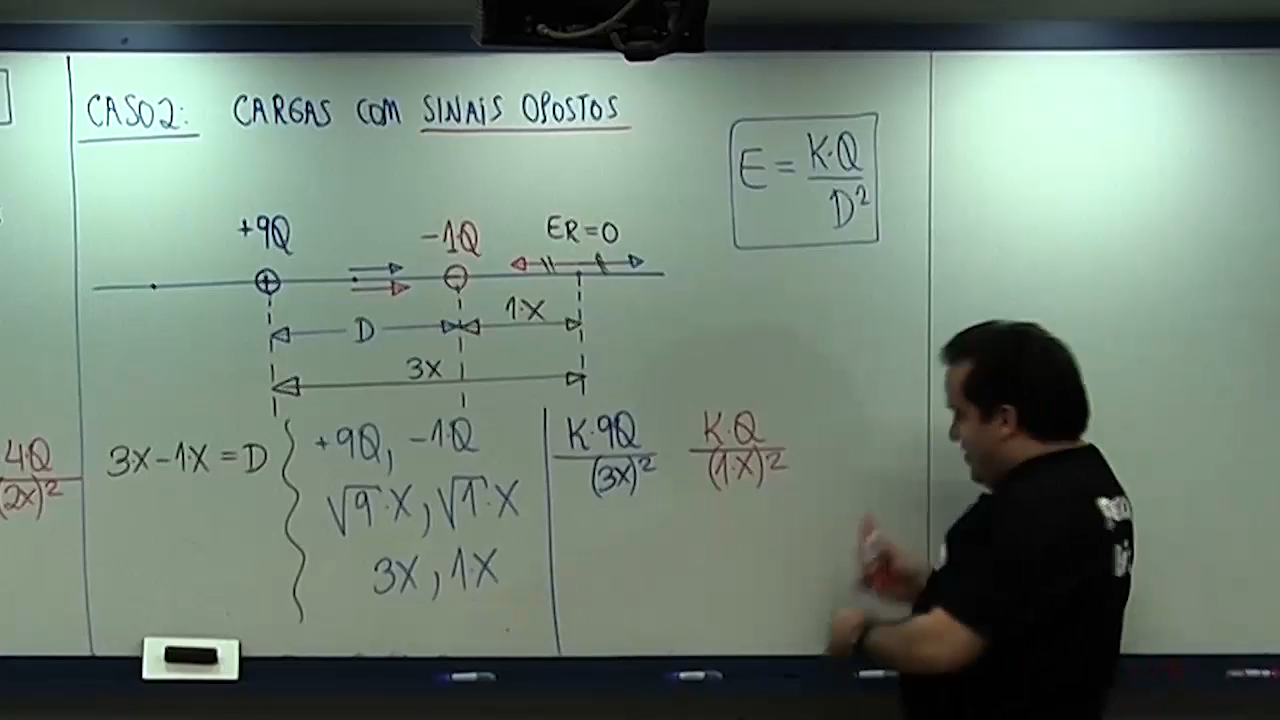 CASO 2: CARGAS COM SINAIS OPOSTOS
E = K·Q / D²
+9Q
-1Q
ER=0
D
1·X
3X
4Q
(2X)²
3X-1X=D
+9Q, -1Q
√9·X, √1·X
3X, 1·X
K·9Q / (3X)²
K·Q / (1·X)²